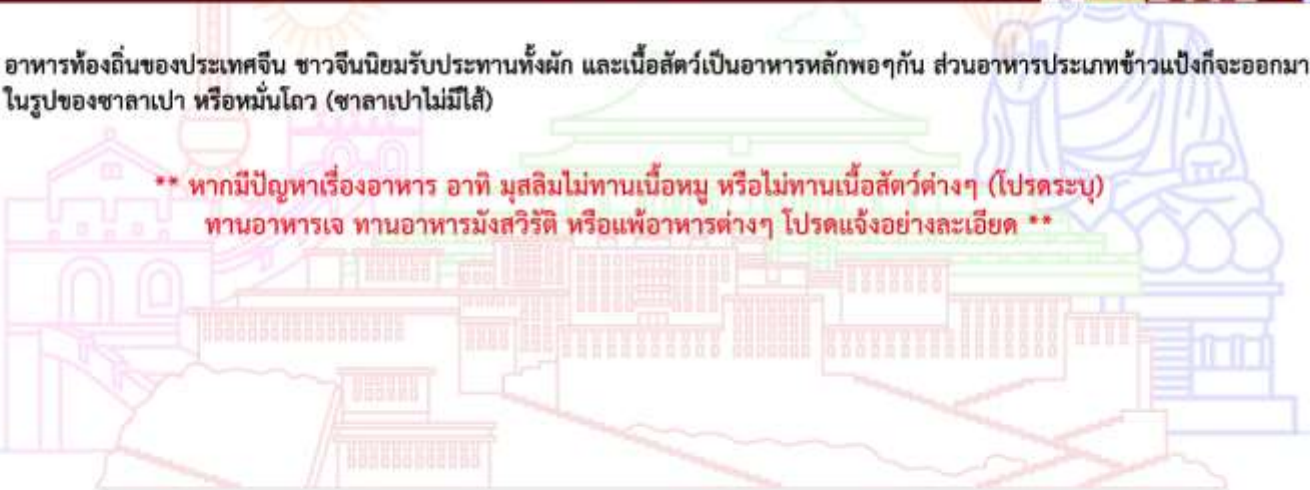 อาหารท้องถิ่นของประเทศจีน ชาวจีนนิยมรับประทานทั้งผัก และเนื้อสัตว์เป็นอาหารหลักพอๆกัน ส่วนอาหารประเภทข้าวแป้งก็จะออกมา
ในรูปของซาลาเปา หรือหมั่นโถว (ซาลาเปาไม่มีไส้)
** หากมีปัญหาเรื่องอาหาร อาทิ มุสลิมไม่ทานเนื้อหมู หรือไม่ทานเนื้อสัตว์ต่างๆ (โปรดระบุ)
ทานอาหารเจ ทานอาหารมังสวิรัติ หรือแพ้อาหารต่างๆ โปรดแจ้งอย่างละเอียด **